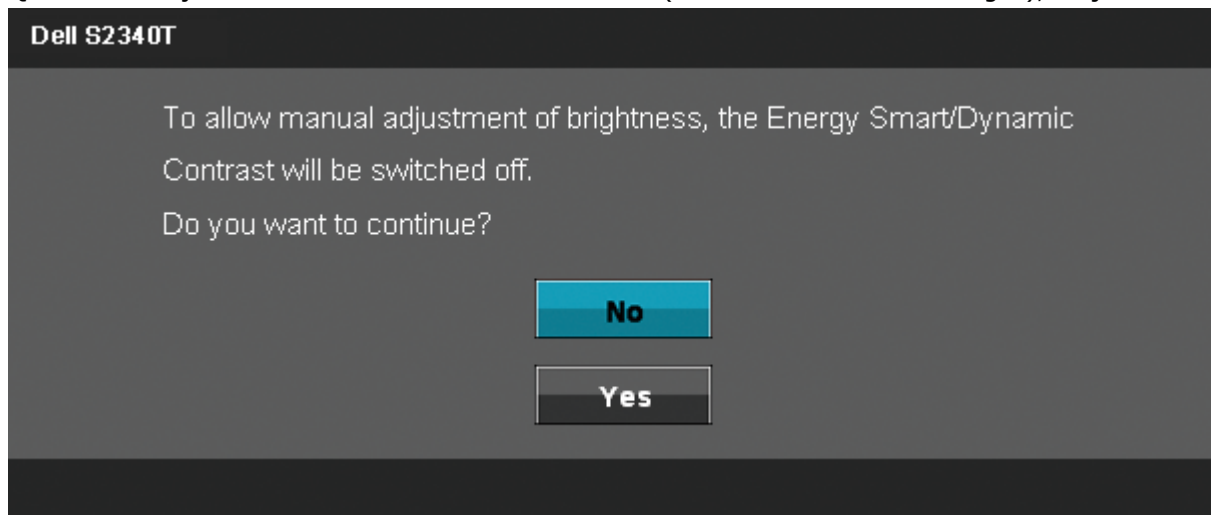 Dell S2340T
To allow manual adjustment of brightness, the Energy Smart/Dynamic
Contrast will be switched off.
Do you want to continue?
No
Yes